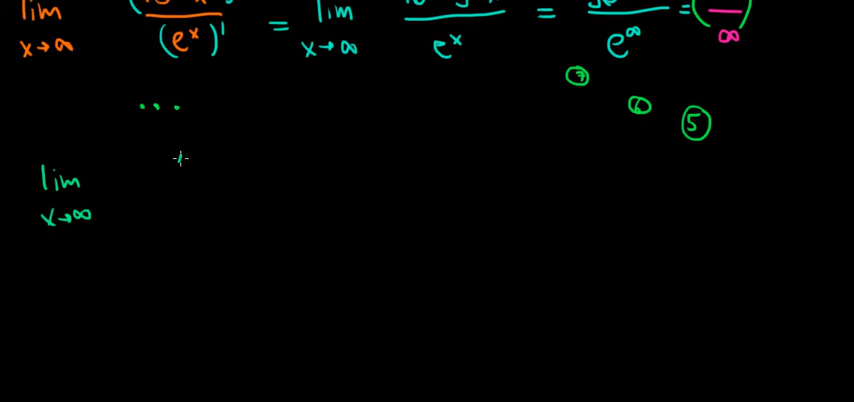 lim (eˣ)' = lim eˣ = e^∞ = ( ∞ )
x→∞ x→∞
7
...
6
5
lim
x→∞